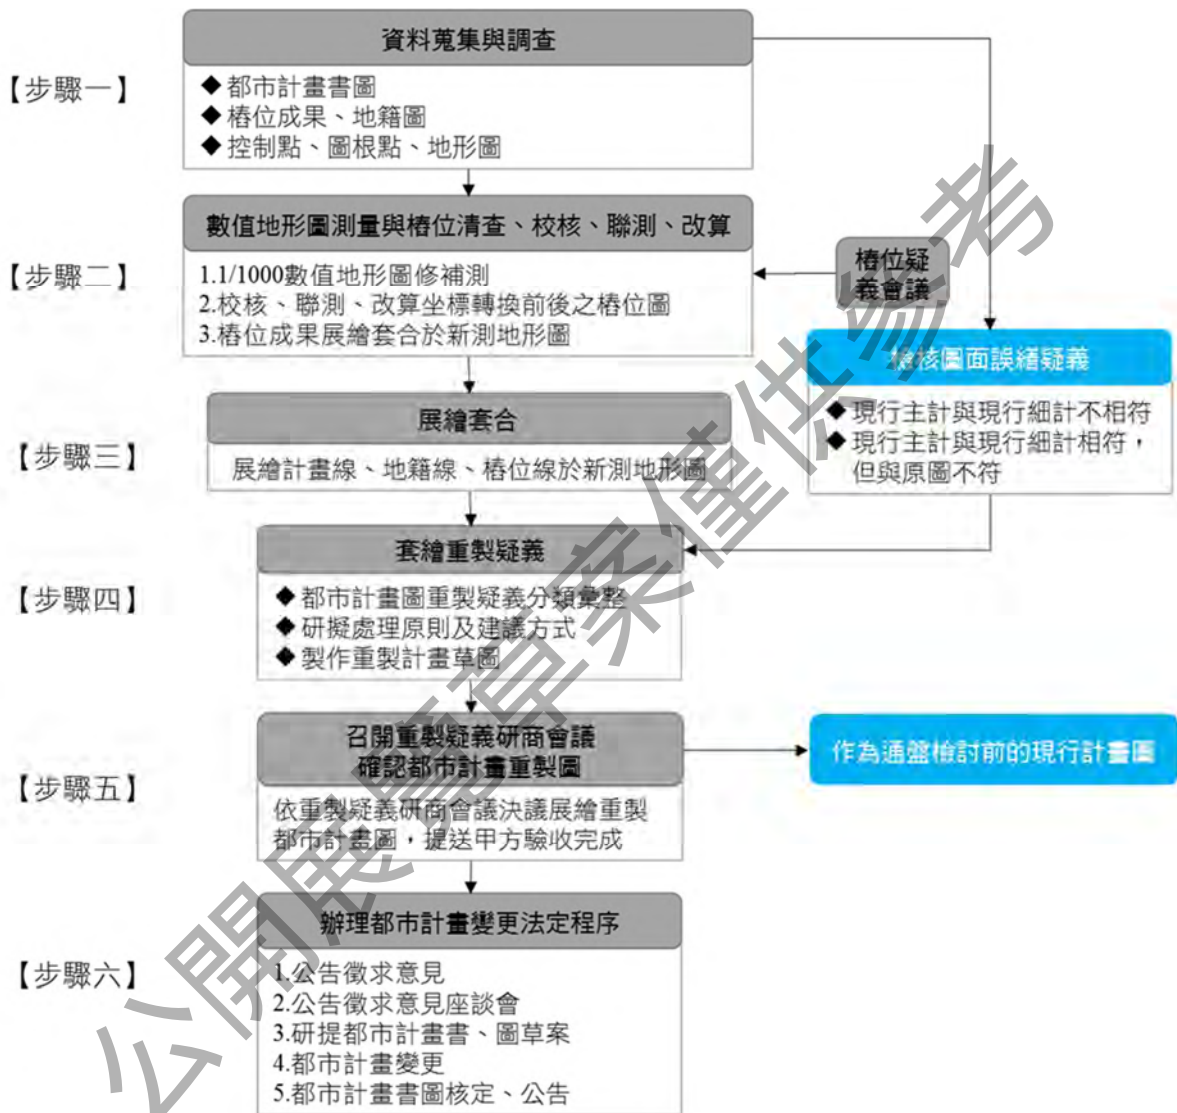 資料蒐集與調查
【步驟一】
◆都市計畫書圖
◆樁位成果、地籍圖
◆控制點、圖根點、地形圖
數值地形圖測量與樁位清查、校核、聯測、改算
【步驟二】
1.1/1000數值地形圖修補測
2.校核、聯測、改算坐標轉換前後之樁位圖
3.樁位成果展繪套合於新測地形圖
樁位疑
義會議
檢核圖面誤繕疑義
◆現行主計與現行細計不相符
◆現行主計與現行細計相符，
但與原圖不符
展繪套合
【步驟三】
展繪計畫線、地籍線、樁位線於新測地形圖
套繪重製疑義
【步驟四】
◆都市計畫圖重製疑義分類彙整
◆研擬處理原則及建議方式
◆製作重製計畫草圖
召開重製疑義研商會議
確認都市計畫重製圖
【步驟五】
依重製疑義研商會議決議展繪重製
都市計畫圖，提送甲方驗收完成
作為通盤檢討前的現行計畫圖
辦理都市計畫變更法定程序
【步驟六】
1.公告徵求意見
2.公告徵求意見座談會
3.研提都市計畫書、圖草案
4.都市計畫變更
5.都市計畫書圖核定、公告
公開展覽草案僅供參考